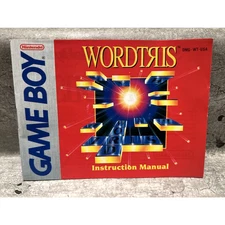 Nintendo
GAME BOY
WORDTRIS
Instruction Manual